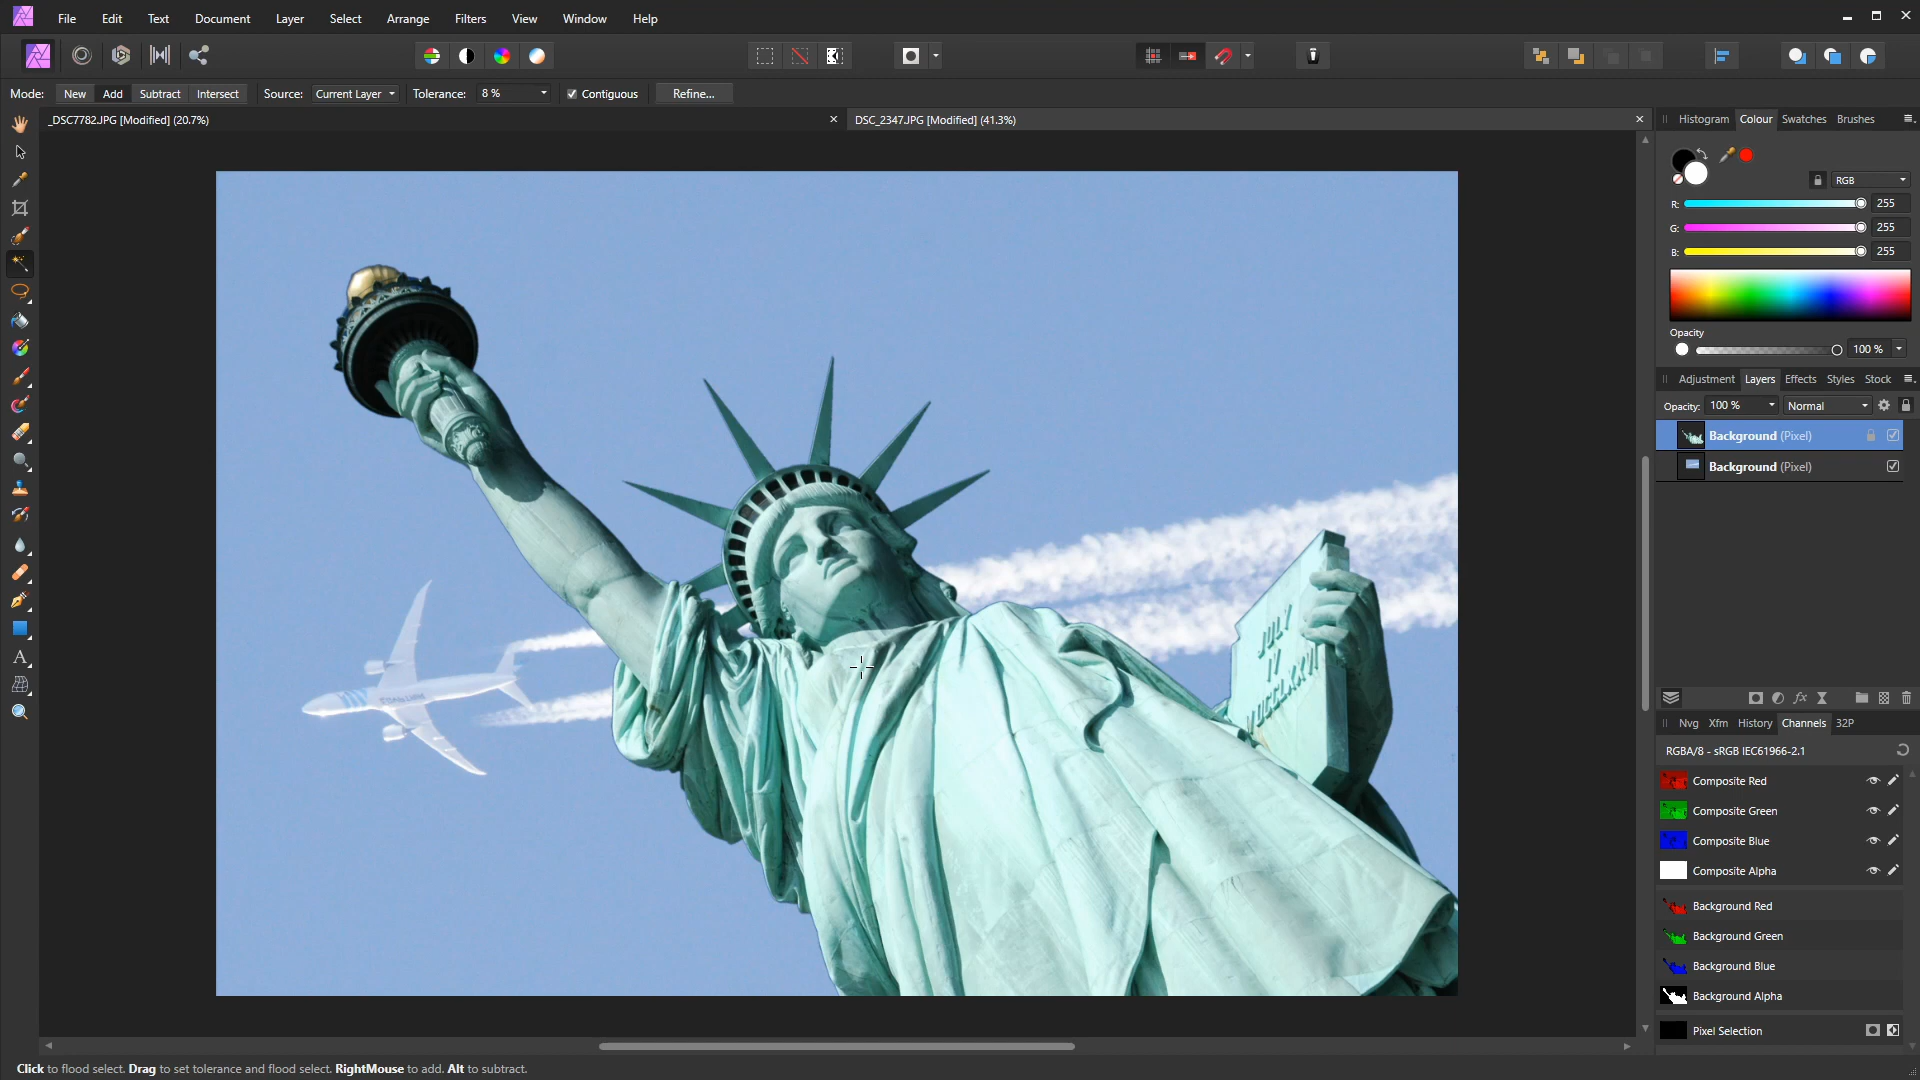 File Edit Text Document Layer Select Arrange Filters View Window Help
Mode: New Add Subtract Intersect Source: Current Layer Tolerance: 8 % Contiguous Refine...
_DSC7782.JPG [Modified] (20.7%)
DSC_2347.JPG [Modified] (41.3%)
Histogram Colour Swatches Brushes
RGB
R: 255
G: 255
B: 255
Opacity
100 %
Adjustment Layers Effects Styles Stock
Opacity: 100 % Normal
Background (Pixel)
Background (Pixel)
JULY
IV
MDCCLXXVI
Nvg Xfm History Channels 32P
RGBA/8 - sRGB IEC61966-2.1
Composite Red
Composite Green
Composite Blue
Composite Alpha
Background Red
Background Green
Background Blue
Background Alpha
Pixel Selection
Click to flood select. Drag to set tolerance and flood select. RightMouse to add. Alt to subtract.